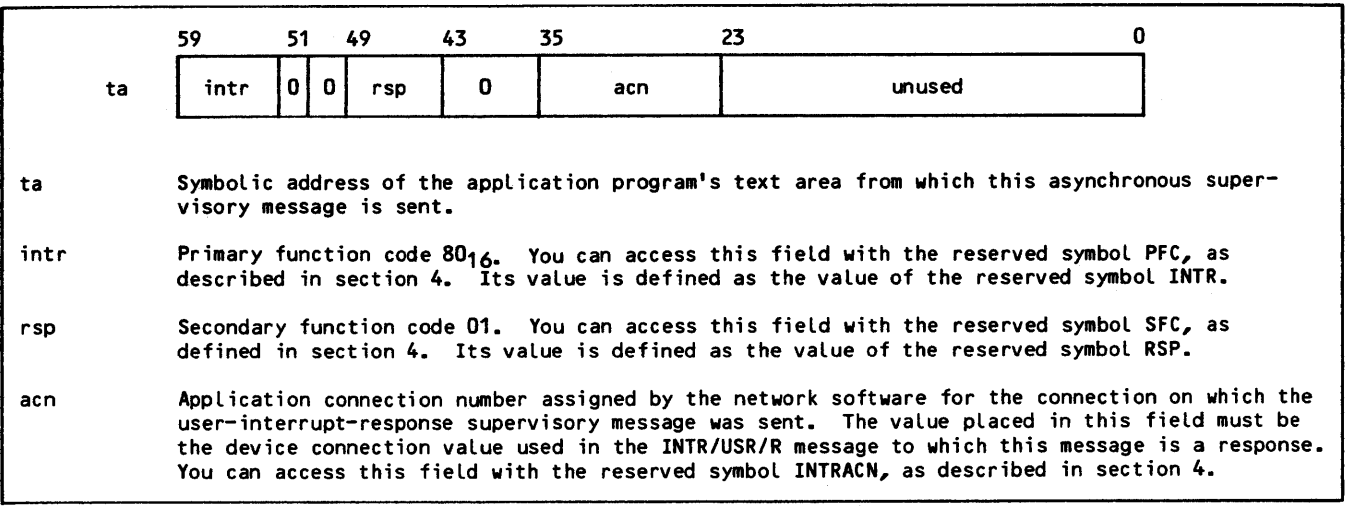 59 51 49 43 35 23 0
ta intr 0 0 rsp 0 acn unused
ta Symbolic address of the application program's text area from which this asynchronous super-
visory message is sent.
intr Primary function code 80₁₆. You can access this field with the reserved symbol PFC, as
described in section 4. Its value is defined as the value of the reserved symbol INTR.
rsp Secondary function code 01. You can access this field with the reserved symbol SFC, as
defined in section 4. Its value is defined as the value of the reserved symbol RSP.
acn Application connection number assigned by the network software for the connection on which the
user-interrupt-response supervisory message was sent. The value placed in this field must be
the device connection value used in the INTR/USR/R message to which this message is a response.
You can access this field with the reserved symbol INTRACN, as described in section 4.